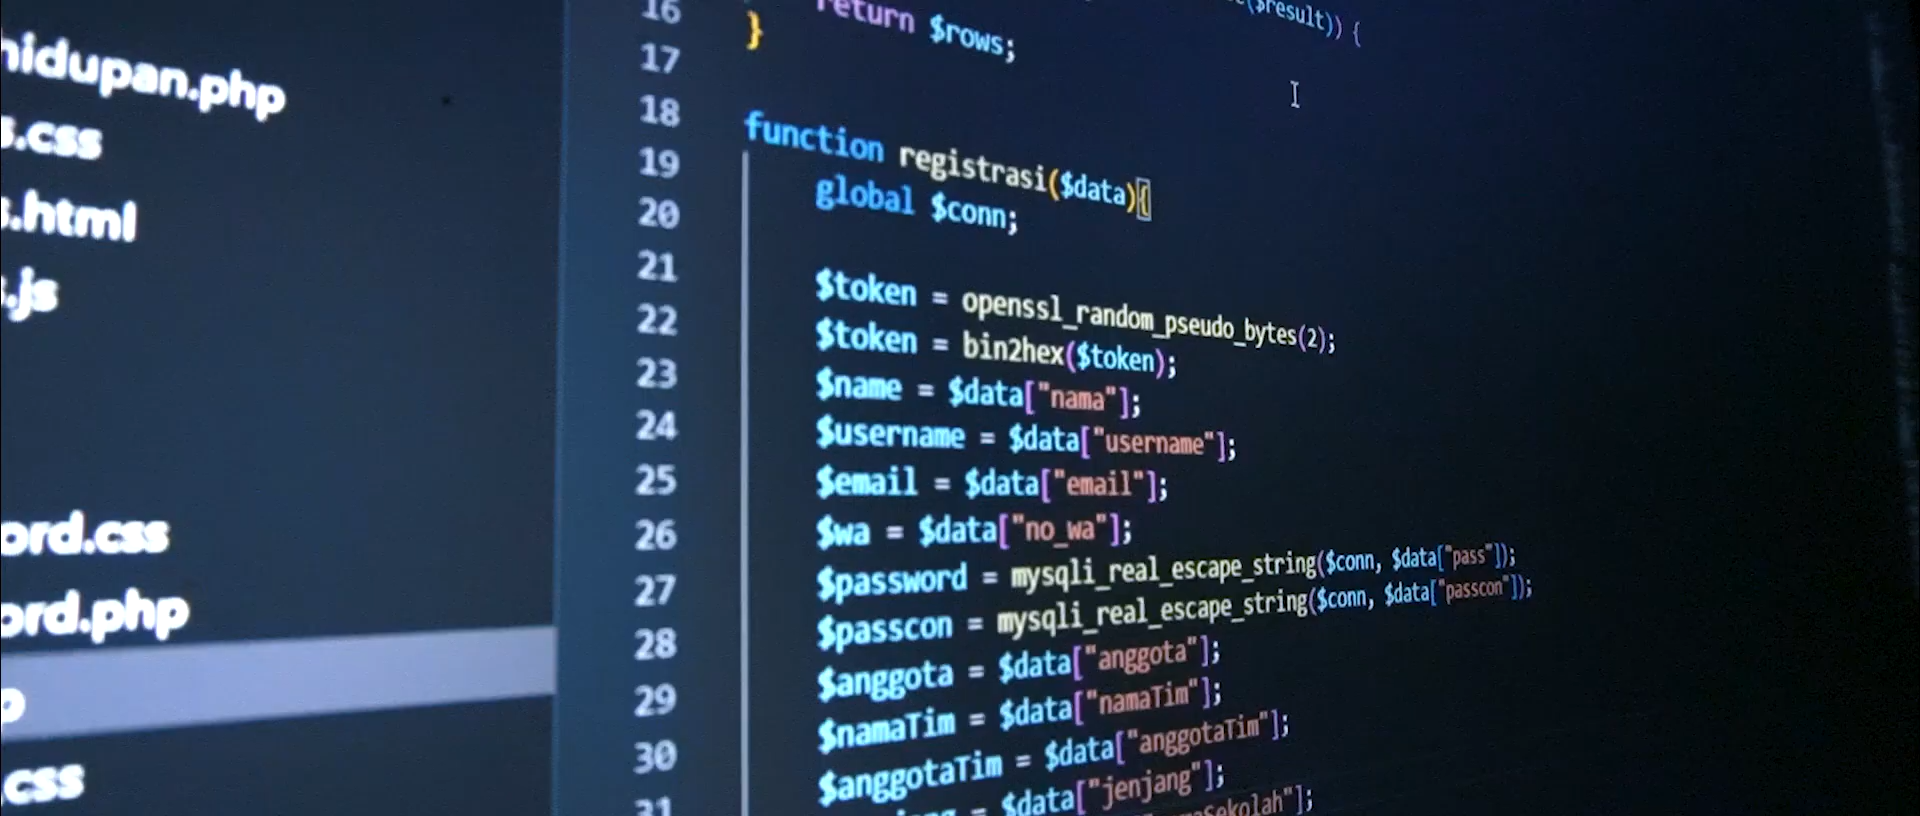 hidupan.php
.css
.html
.js
ord.css
ord.php
.css
16
17
18
19
20
21
22
23
24
25
26
27
28
29
30
31
($result)) {
return $rows;
}
function registrasi($data){
global $conn;
$token = openssl_random_pseudo_bytes(2);
$token = bin2hex($token);
$name = $data["nama"];
$username = $data["username"];
$email = $data["email"];
$wa = $data["no_wa"];
$password = mysqli_real_escape_string($conn, $data["pass"]);
$passcon = mysqli_real_escape_string($conn, $data["passcon"]);
$anggota = $data["anggota"];
$namaTim = $data["namaTim"];
$anggotaTim = $data["anggotaTim"];
= $data["jenjang"];
Sekolah"];